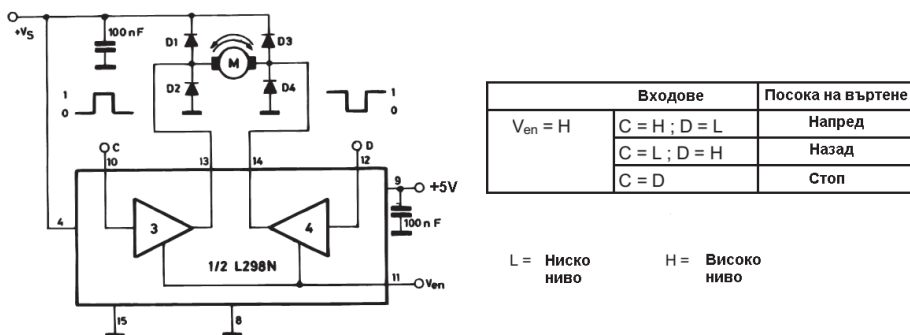 +VS
100 nF
D1
D3
M
D2
D4
1
0
1
0
C
10
13
14
D
12
9
+5V
4
3
4
100 nF
1/2 L298N
11
Ven
15
8
Входове
Посока на въртене
Ven = H
C = H ; D = L
Напред
C = L ; D = H
Назад
C = D
Стоп
L = Ниско
ниво
H = Високо
ниво